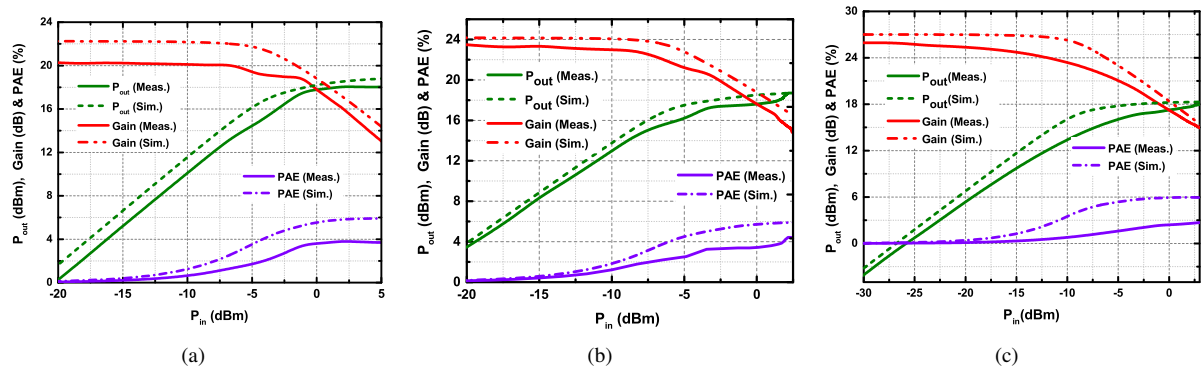 28
24
20
16
12
8
4
0
P_out (dBm), Gain (dB) & PAE (%)
P_out (Meas.)
P_out (Sim.)
Gain (Meas.)
Gain (Sim.)
PAE (Meas.)
PAE (Sim.)
-20 -15 -10 -5 0 5
P_in (dBm)
(a)
24
20
16
12
8
4
0
P_out (dBm), Gain (dB) & PAE (%)
P_out (Meas.)
P_out (Sim.)
Gain (Meas.)
Gain (Sim.)
PAE (Meas.)
PAE (Sim.)
-20 -15 -10 -5 0
P_in (dBm)
(b)
30
24
18
12
6
0
P_out (dBm), Gain (dB) & PAE (%)
P_out (Meas.)
P_out (Sim.)
Gain (Meas.)
Gain (Sim.)
PAE (Meas.)
PAE (Sim.)
-30 -25 -20 -15 -10 -5 0
P_in(dBm)
(c)